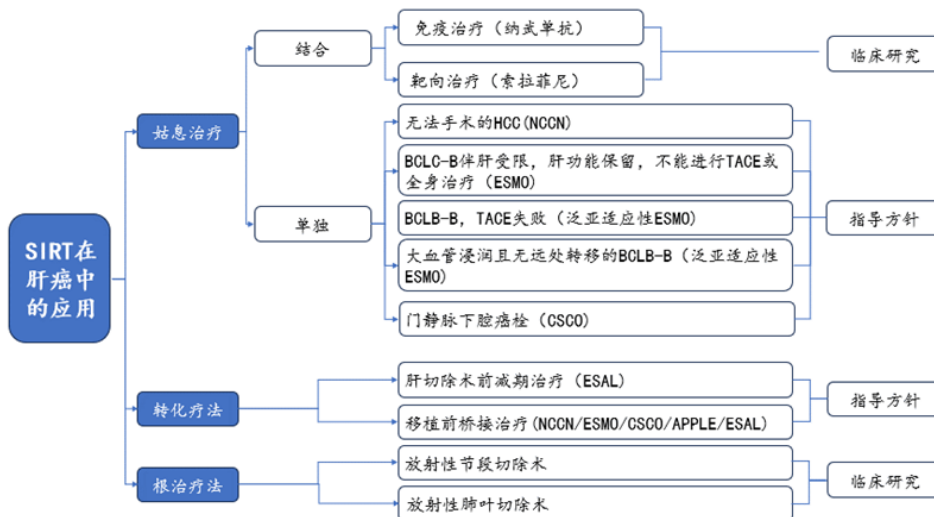 SIRT在
肝癌中
的应用
姑息治疗
结合
免疫治疗（纳武单抗）
靶向治疗（索拉菲尼）
临床研究
单独
无法手术的HCC(NCCN)
BCLC-B伴肝受限，肝功能保留，不能进行TACE或
全身治疗（ESMO）
BCLB-B，TACE失败（泛亚适应性ESMO）
大血管浸润且无远处转移的BCLB-B（泛亚适应性
ESMO）
门静脉下腔癌栓（CSCO）
指导方针
转化疗法
肝切除术前减期治疗（ESAL）
移植前桥接治疗(NCCN/ESMO/CSCO/APPLE/ESAL)
指导方针
根治疗法
放射性节段切除术
放射性肺叶切除术
临床研究